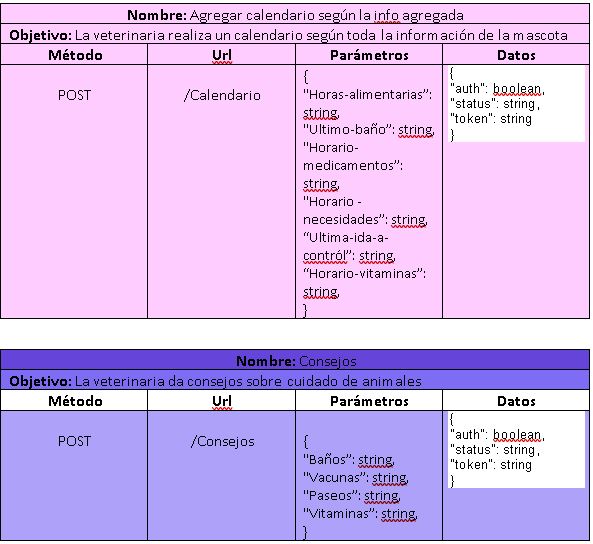 Nombre: Agregar calendario según la info agregada
Objetivo: La veterinaria realiza un calendario según toda la información de la mascota
Método Url Parámetros Datos
POST
/Calendario
{
"Horas-alimentarias”:
string,
"Ultimo-baño”: string,
"Horario-
medicamentos”:
string,
"Horario -
necesidades”: string,
“Ultima-ida-a-
contról”: string,
“Horario-vitaminas”:
string,
}
{
"auth": boolean,
"status": string,
"token": string
}
Nombre: Consejos
Objetivo: La veterinaria da consejos sobre cuidado de animales
Método Url Parámetros Datos
POST
/Consejos
{
"Baños”: string,
"Vacunas”: string,
"Paseos”: string,
"Vitaminas”: string,
}
{
"auth": boolean,
"status": string,
"token": string
}